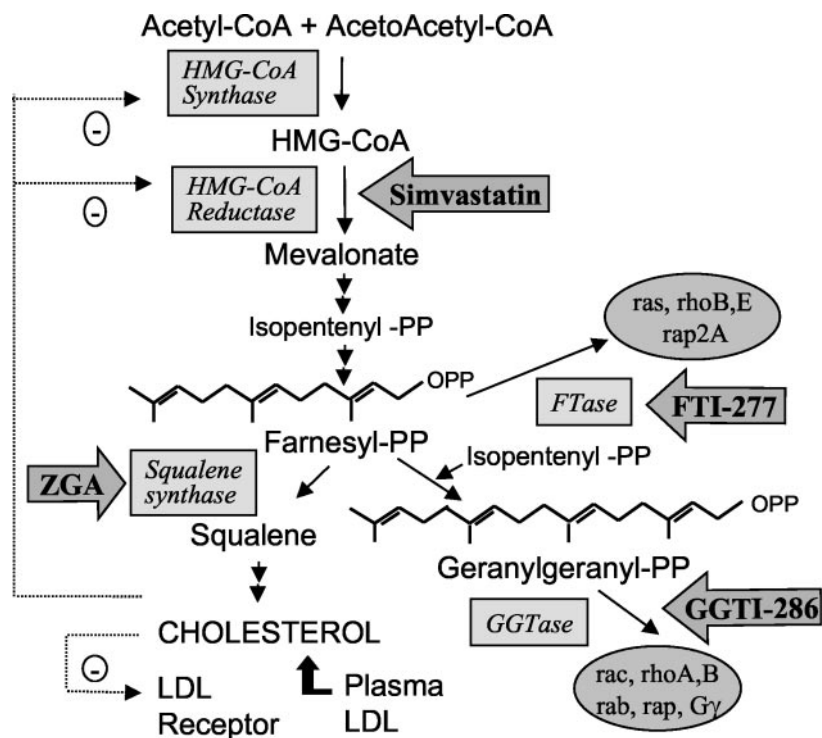 Acetyl-CoA + AcetoAcetyl-CoA
HMG-CoA
Synthase
(-)
HMG-CoA
HMG-CoA
Reductase
Simvastatin
(-)
Mevalonate
Isopentenyl -PP
ras, rhoB,E
rap2A
OPP
FTase
FTI-277
Farnesyl-PP
Isopentenyl -PP
ZGA
Squalene
synthase
OPP
Squalene
Geranylgeranyl-PP
GGTase
GGTI-286
CHOLESTEROL
(-)
LDL
Receptor
Plasma
LDL
rac, rhoA,B
rab, rap, Gγ